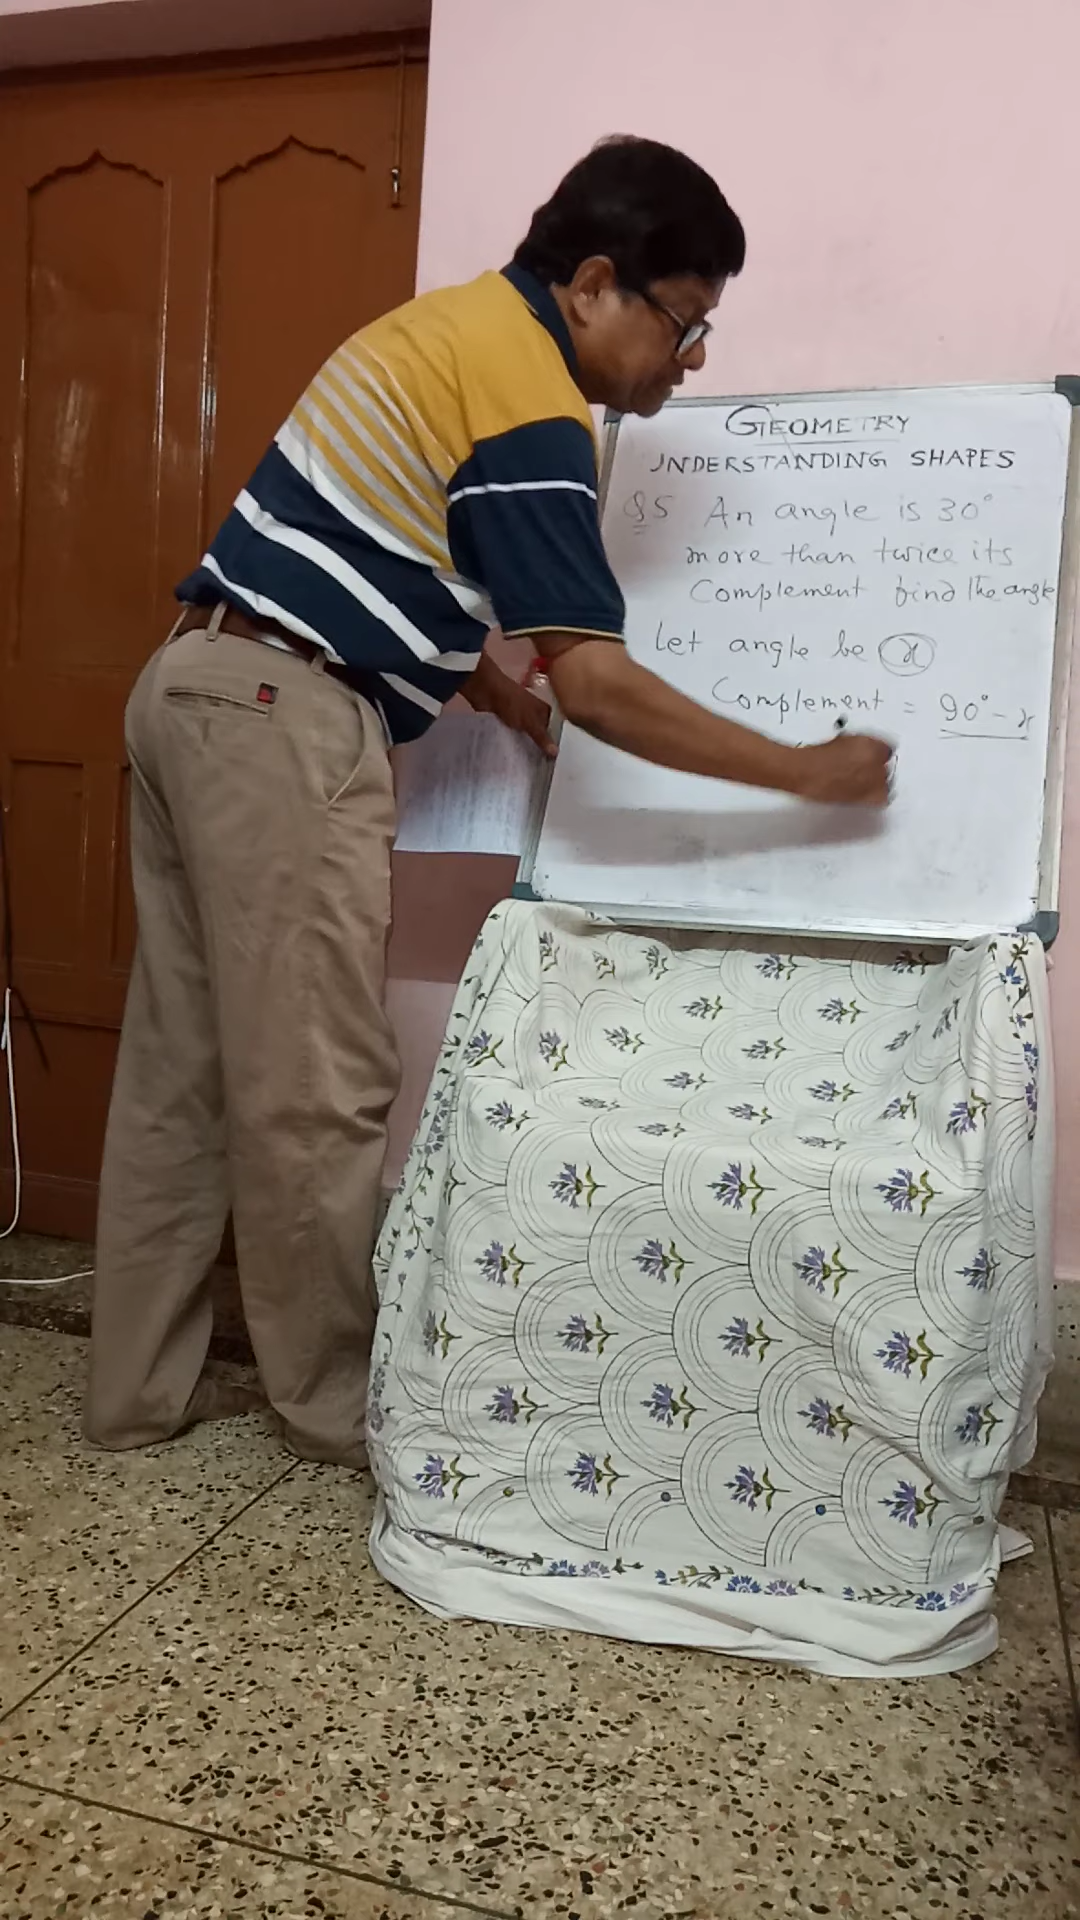 GEOMETRY
UNDERSTANDING SHAPES
Q5 An angle is 30°
more than twice its
Complement find the angle
Let angle be x
Complement = 90° - x